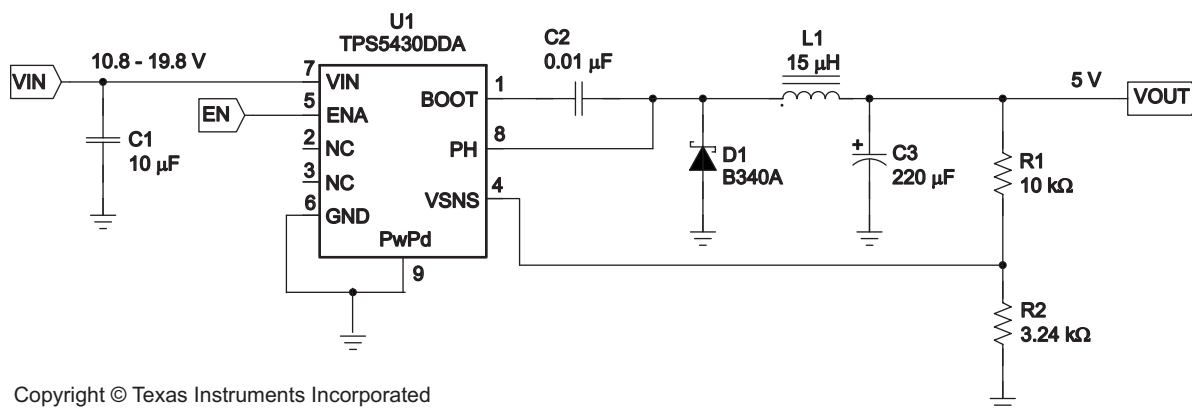 U1
TPS5430DDA
VIN
10.8 - 19.8 V
7
VIN
EN
5
ENA
2
NC
3
NC
6
GND
PwPd
9
BOOT
1
PH
8
VSNS
4
C1
10 μF
C2
0.01 μF
L1
15 μH
D1
B340A
C3
+
220 μF
5 V
VOUT
R1
10 kΩ
R2
3.24 kΩ
Copyright © Texas Instruments Incorporated